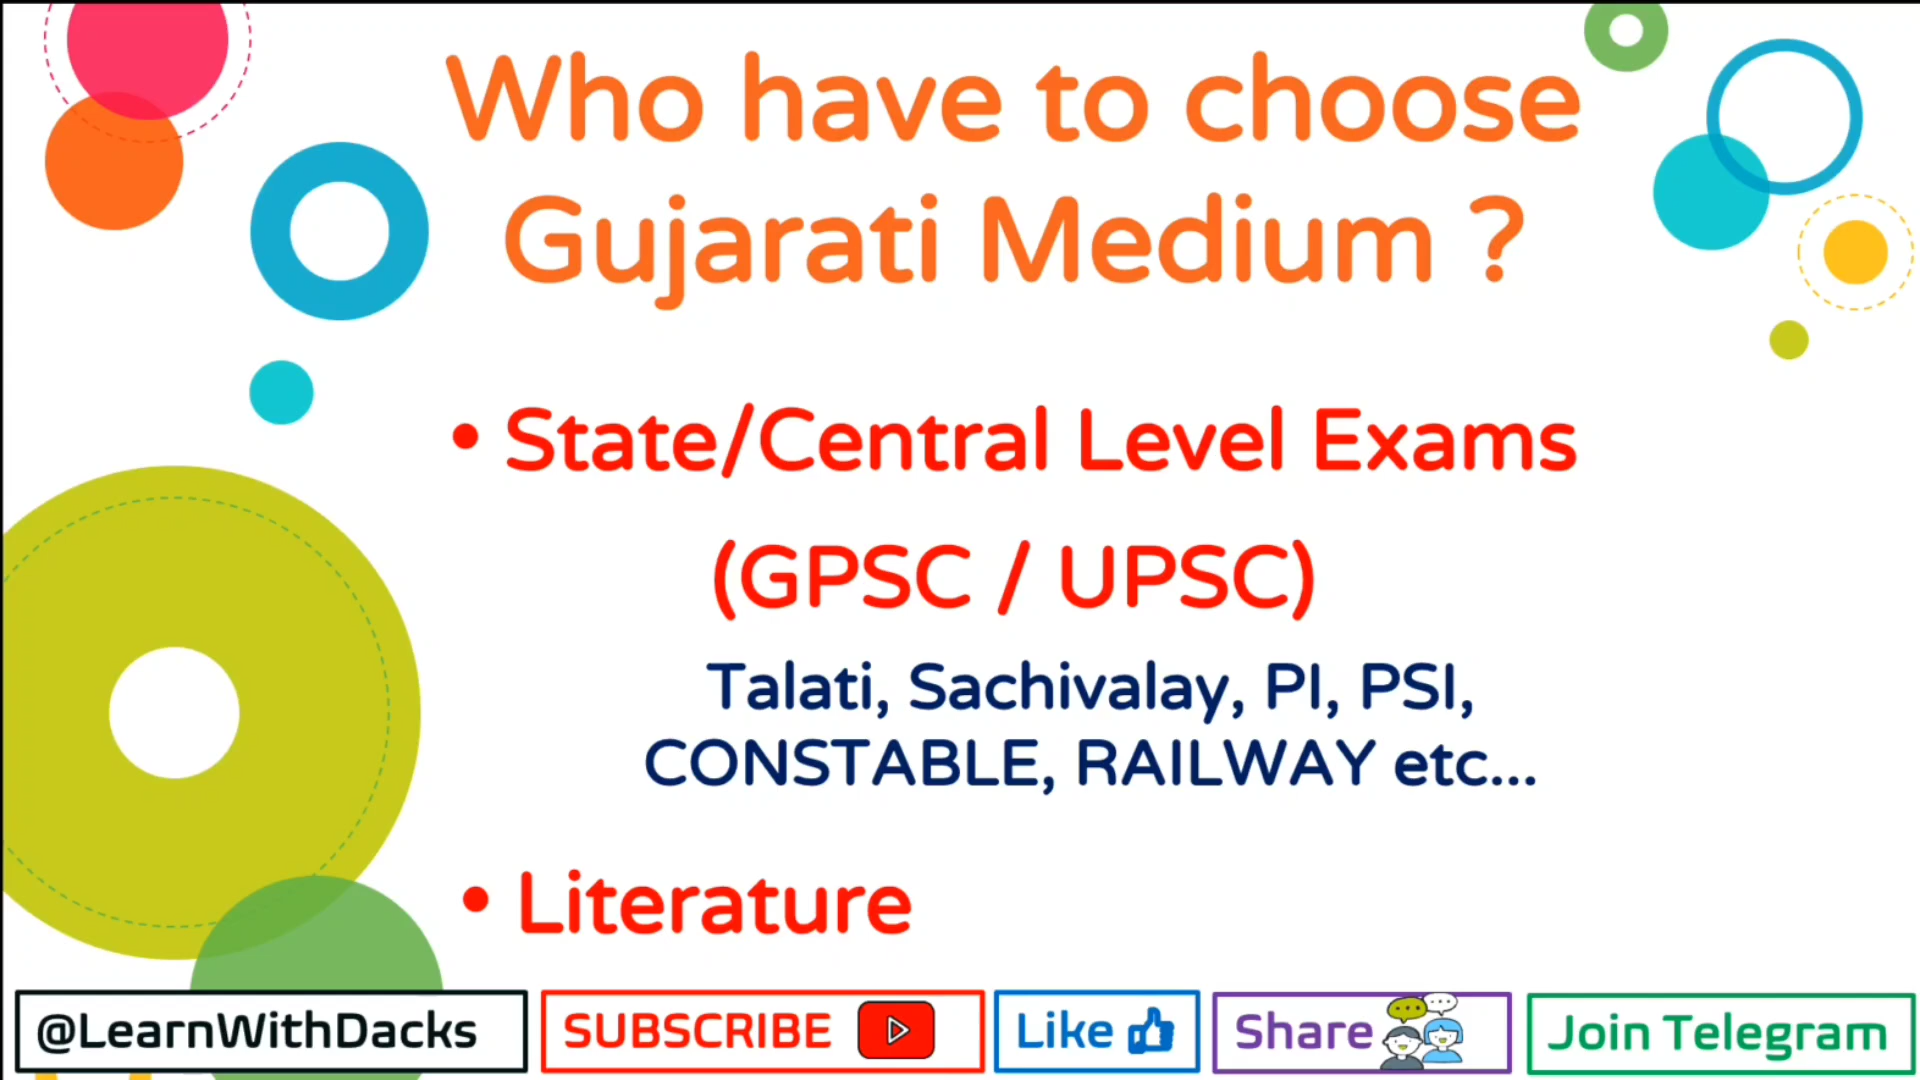 Who have to choose
Gujarati Medium ?
• State/Central Level Exams
(GPSC / UPSC)
Talati, Sachivalay, PI, PSI,
CONSTABLE, RAILWAY etc...
• Literature
@LearnWithDacks
SUBSCRIBE
Like
Share
Join Telegram